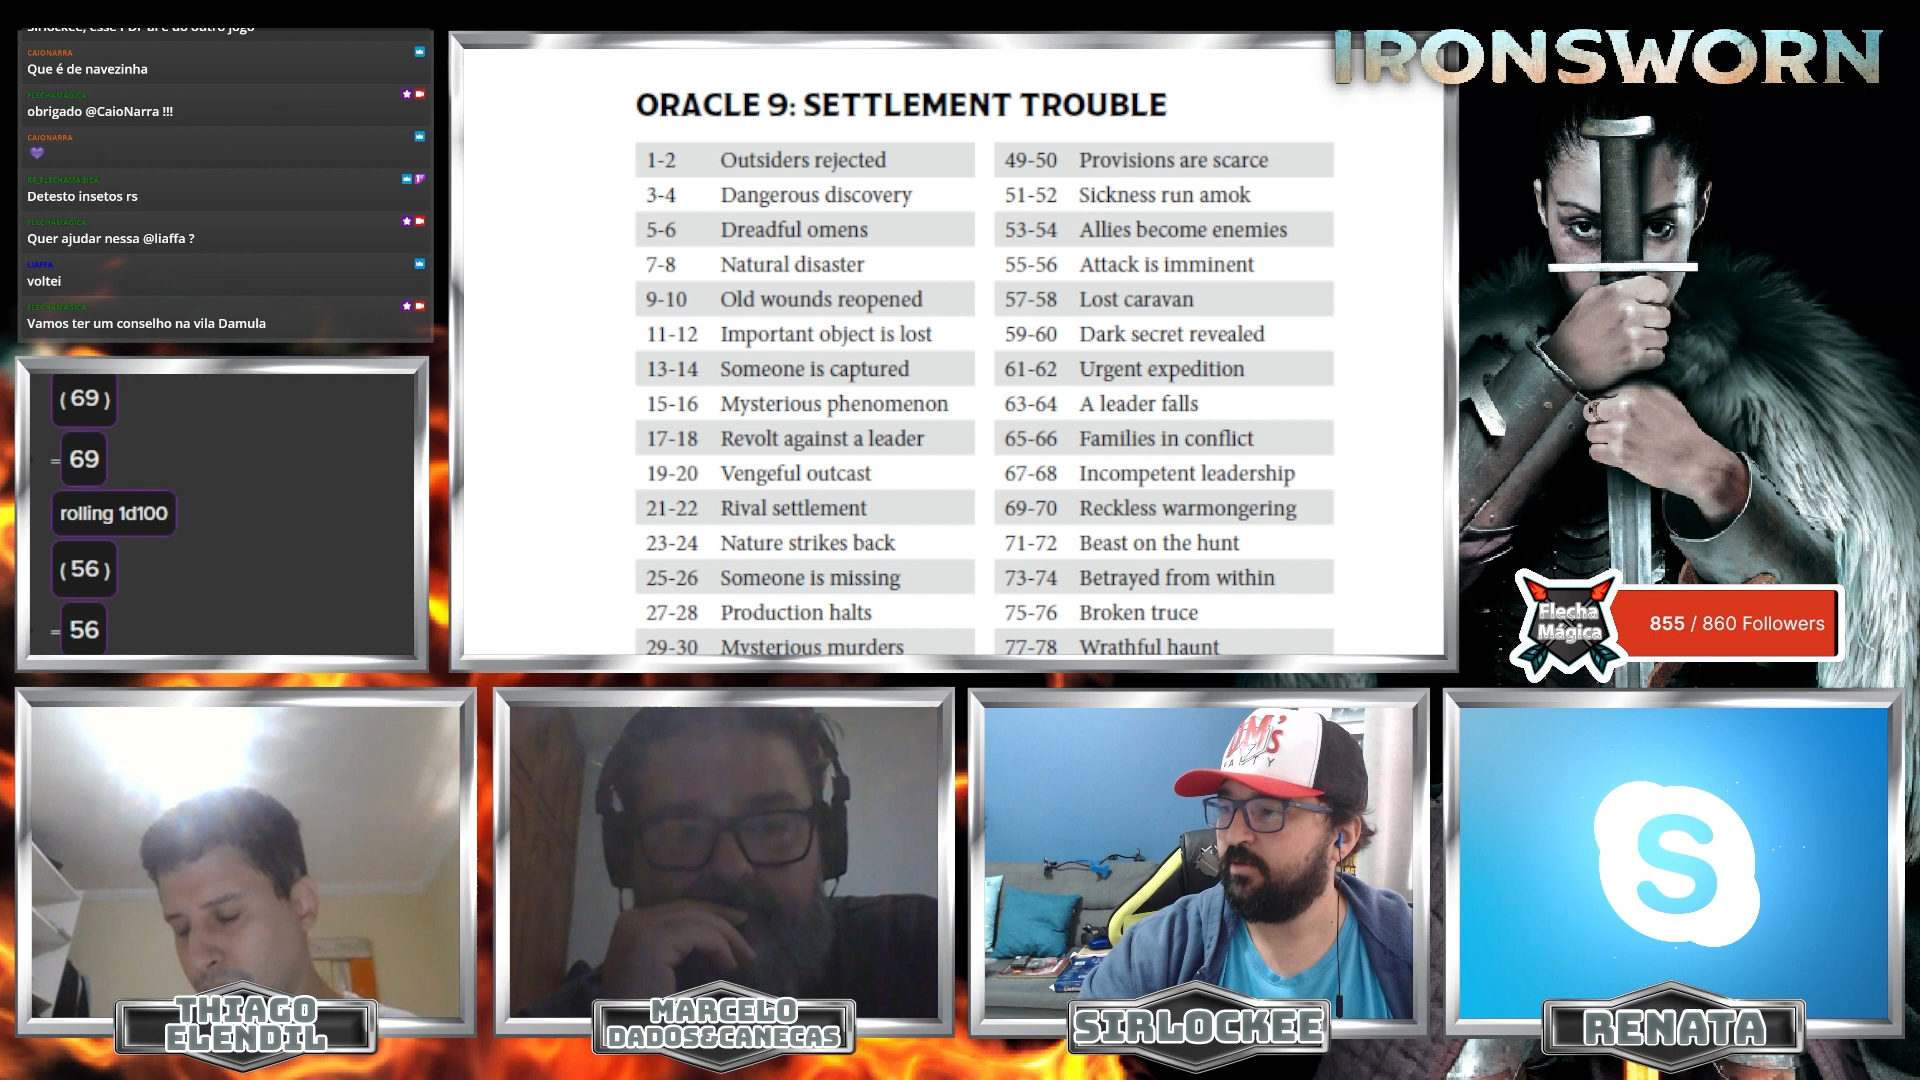 SirlocKee, esse PDF aí é do outro jogo
CAIONARRA
Que é de navezinha
FLECHAMAGICA
obrigado @CaioNarra !!!
CAIONARRA
RE_FLECHAMAGICA
Detesto insetos rs
FLECHAMAGICA
Quer ajudar nessa @liaffa ?
LIAFFA
voltei
FLECHAMAGICA
Vamos ter um conselho na vila Damula
( 69 )
= 69
rolling 1d100
( 56 )
= 56
IRONSWORN
ORACLE 9: SETTLEMENT TROUBLE
1-2 Outsiders rejected
3-4 Dangerous discovery
5-6 Dreadful omens
7-8 Natural disaster
9-10 Old wounds reopened
11-12 Important object is lost
13-14 Someone is captured
15-16 Mysterious phenomenon
17-18 Revolt against a leader
19-20 Vengeful outcast
21-22 Rival settlement
23-24 Nature strikes back
25-26 Someone is missing
27-28 Production halts
29-30 Mysterious murders
49-50 Provisions are scarce
51-52 Sickness run amok
53-54 Allies become enemies
55-56 Attack is imminent
57-58 Lost caravan
59-60 Dark secret revealed
61-62 Urgent expedition
63-64 A leader falls
65-66 Families in conflict
67-68 Incompetent leadership
69-70 Reckless warmongering
71-72 Beast on the hunt
73-74 Betrayed from within
75-76 Broken truce
77-78 Wrathful haunt
Flecha
Mágica
855 / 860 Followers
THIAGO
ELENDIL
MARCELO
DADOS&CANECAS
SIRLOCKEE
RENATA